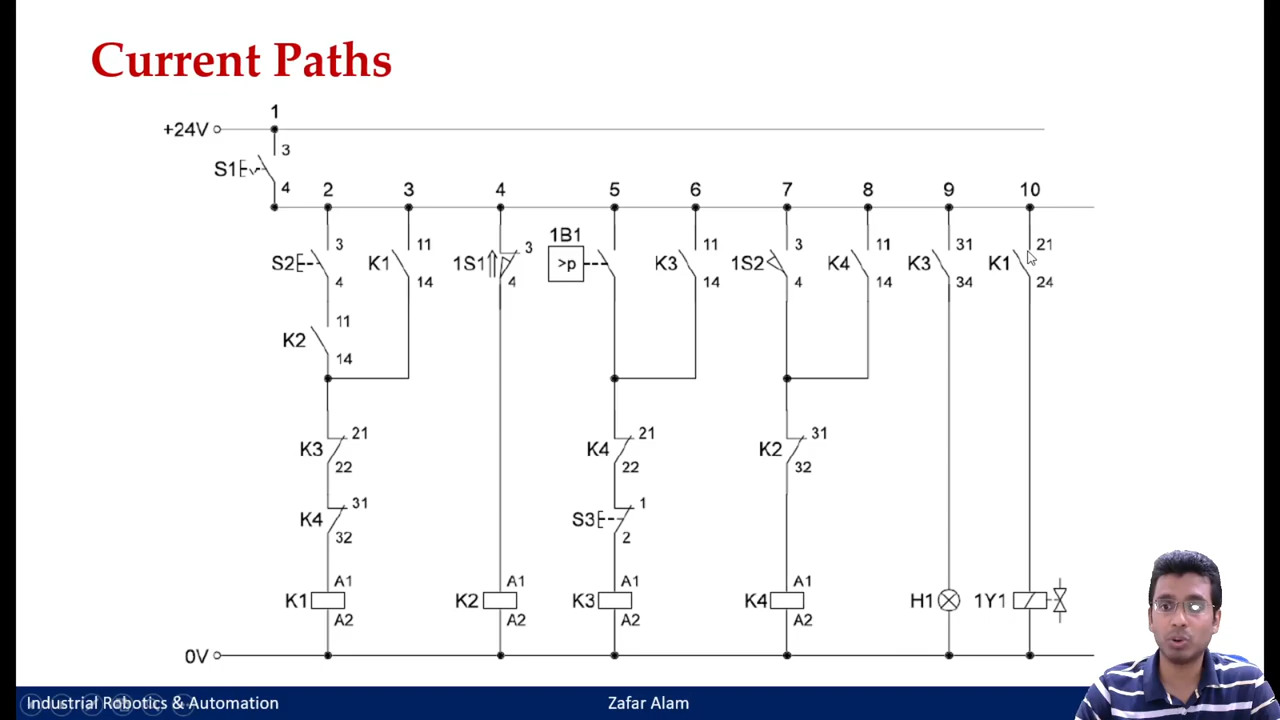 Current Paths
1
+24V
3
S1
4
2 3 4 5 6 7 8 9 10
1B1
3 11 3 11 3 11 31 21
S2 K1 1S1 >p K3 1S2 K4 K3 K1
4 14 4 14 4 14 34 24
11
K2
14
21 21 31
K3 K4 K2
22 22 32
31 1
K4 S3
32 2
A1 A1 A1 A1
K1 K2 K3 K4 H1 1Y1
A2 A2 A2 A2
0V
Industrial Robotics & Automation Zafar Alam